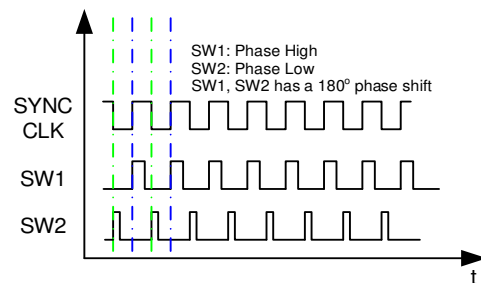 SW1: Phase High
SW2: Phase Low
SW1, SW2 has a 180° phase shift
SYNC
CLK
SW1
SW2
t